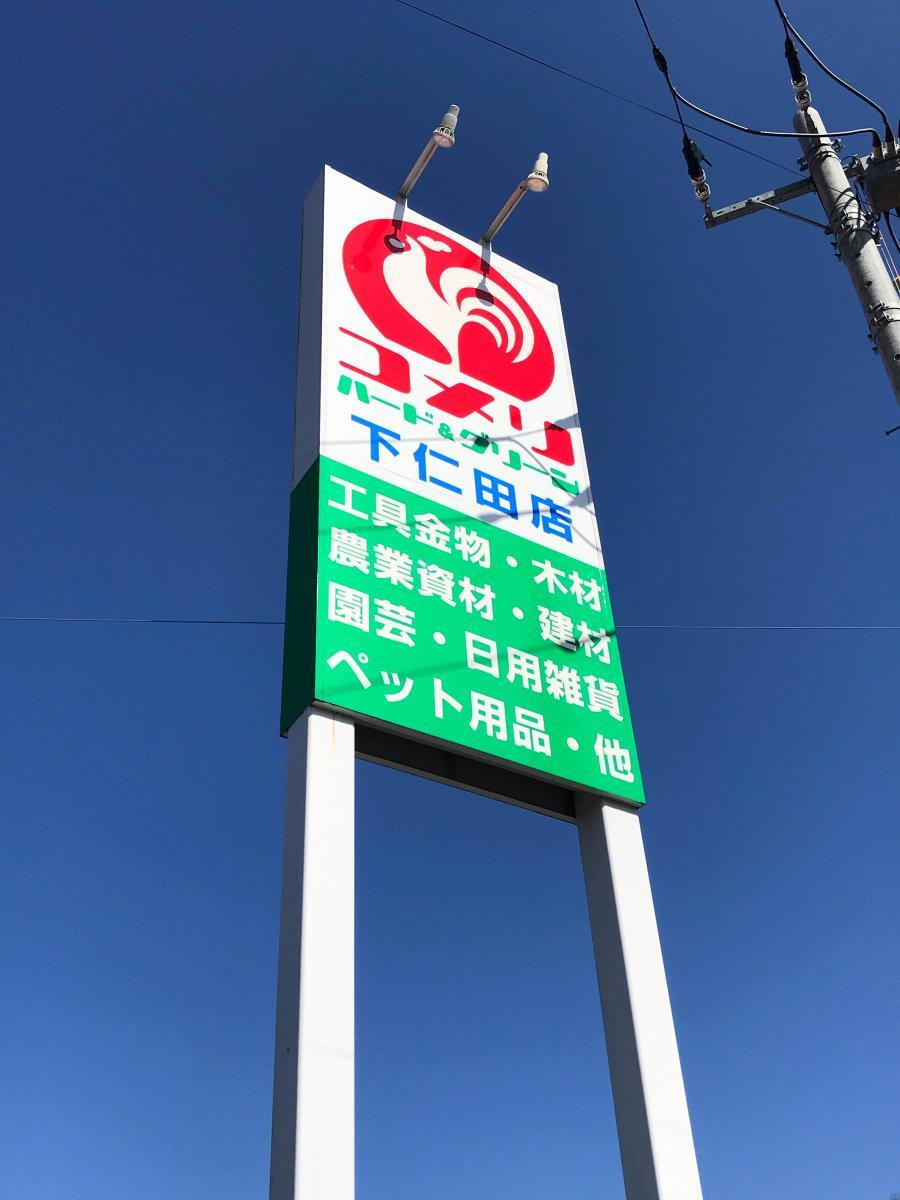 コメリ
ハード&グリーン
下仁田店
工具金物・木材
農業資材・建材
園芸・日用雑貨
ペット用品・他